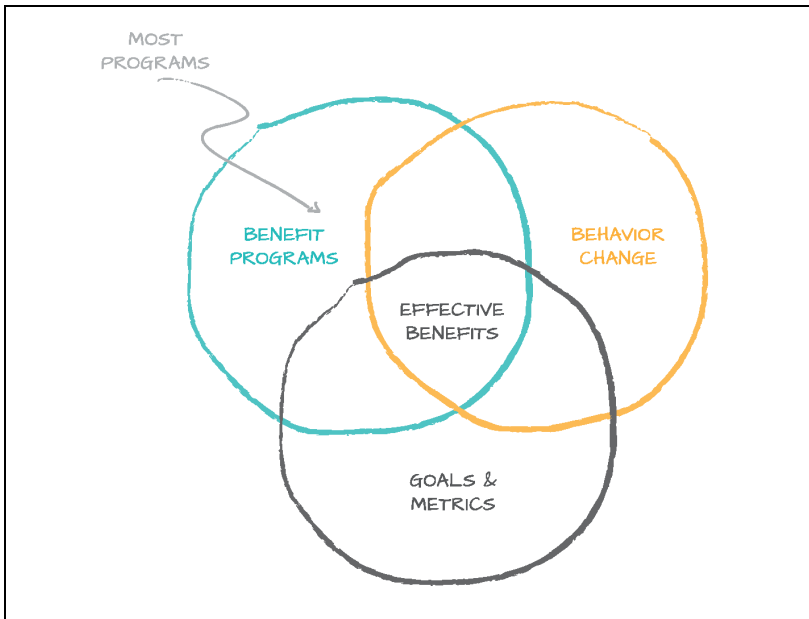 MOST
PROGRAMS
BENEFIT
PROGRAMS
BEHAVIOR
CHANGE
EFFECTIVE
BENEFITS
GOALS &
METRICS